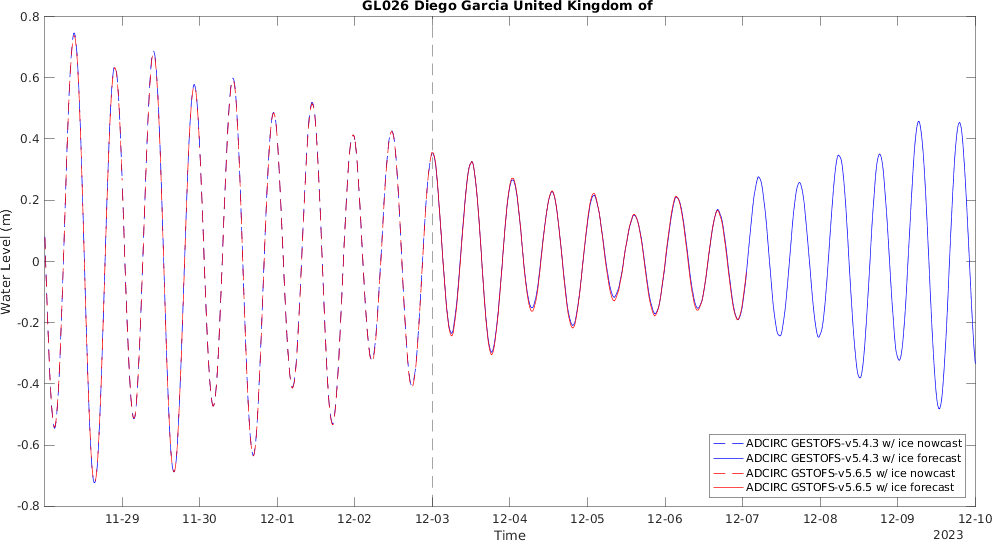 GL026 Diego Garcia United Kingdom of
0.8
0.6
0.4
0.2
0
-0.2
-0.4
-0.6
-0.8
Water Level (m)
ADCIRC GESTOFS-v5.4.3 w/ ice nowcast
ADCIRC GESTOFS-v5.4.3 w/ ice forecast
ADCIRC GSTOFS-v5.6.5 w/ ice nowcast
ADCIRC GSTOFS-v5.6.5 w/ ice forecast
11-29 11-30 12-01 12-02 12-03 12-04 12-05 12-06 12-07 12-08 12-09 12-10
Time
2023